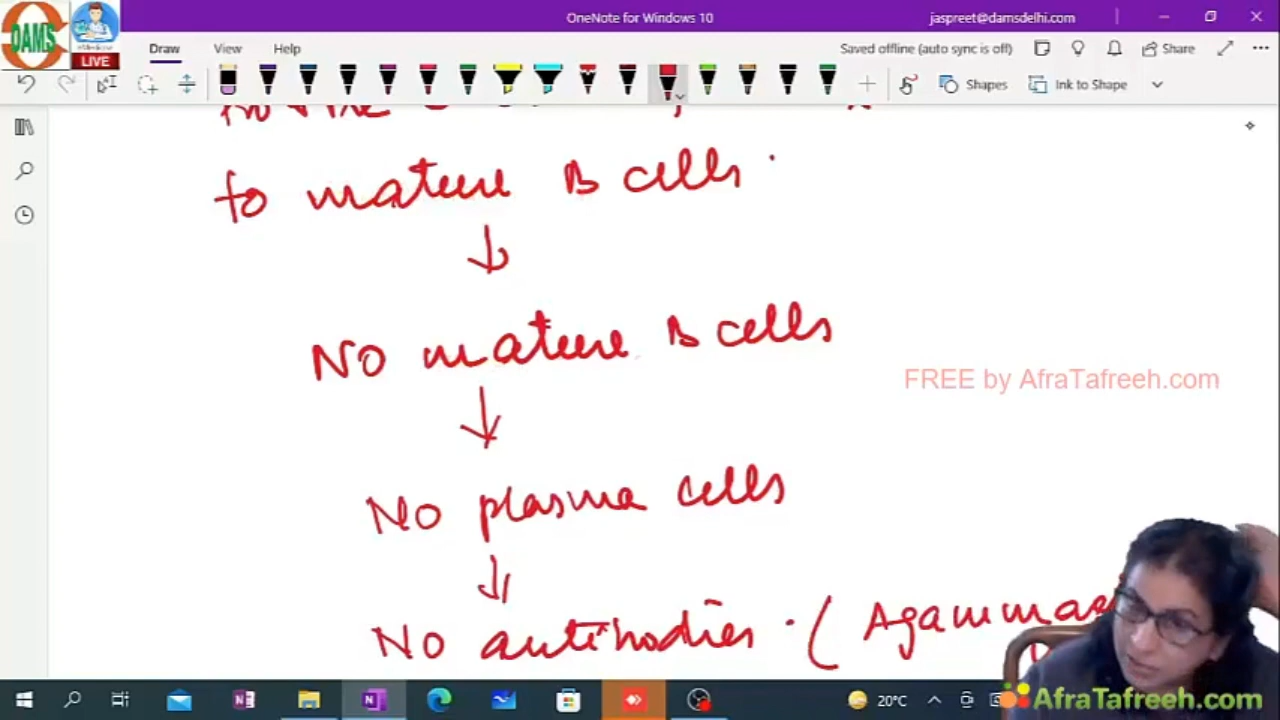 DAMS
eMedicoz
LIVE
OneNote for Windows 10
jaspreet@damsdelhi.com
Draw View Help
Saved offline (auto sync is off)
Share
Shapes
Ink to Shape
to mature B cells.
No mature B cells
FREE by AfraTafreeh.com
No plasma cells
No antibodies. (
20°C
AfraTafreeh.com